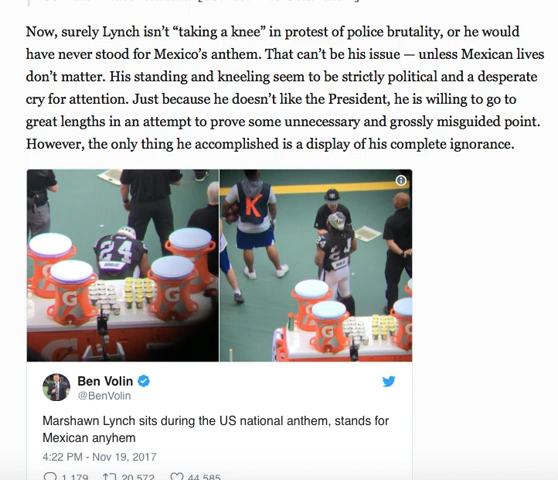 Now, surely Lynch isn’t “taking a knee” in protest of police brutality, or he would
have never stood for Mexico’s anthem. That can’t be his issue — unless Mexican lives
don’t matter. His standing and kneeling seem to be strictly political and a desperate
cry for attention. Just because he doesn’t like the President, he is willing to go to
great lengths in an attempt to prove some unnecessary and grossly misguided point.
However, the only thing he accomplished is a display of his complete ignorance.
24
G
G
G
K
G
G
Ben Volin
@BenVolin
Marshawn Lynch sits during the US national anthem, stands for
Mexican anyhem
4:22 PM - Nov 19, 2017
1,179 20,572 44,585